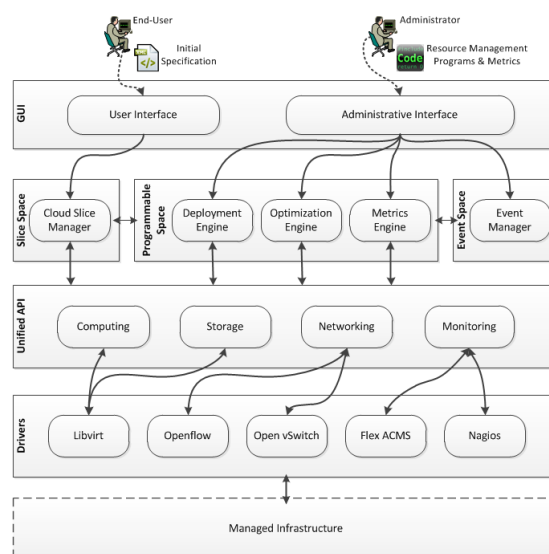 End-User
Administrator
Initial
Specification
Code
Resource Management
Programs & Metrics
GUI
User Interface
Administrative Interface
Slice Space
Cloud Slice
Manager
Programmable
Space
Deployment
Engine
Optimization
Engine
Metrics
Engine
Event Space
Event
Manager
Unified API
Computing
Storage
Networking
Monitoring
Drivers
Libvirt
Openflow
Open vSwitch
Flex ACMS
Nagios
Managed Infrastructure